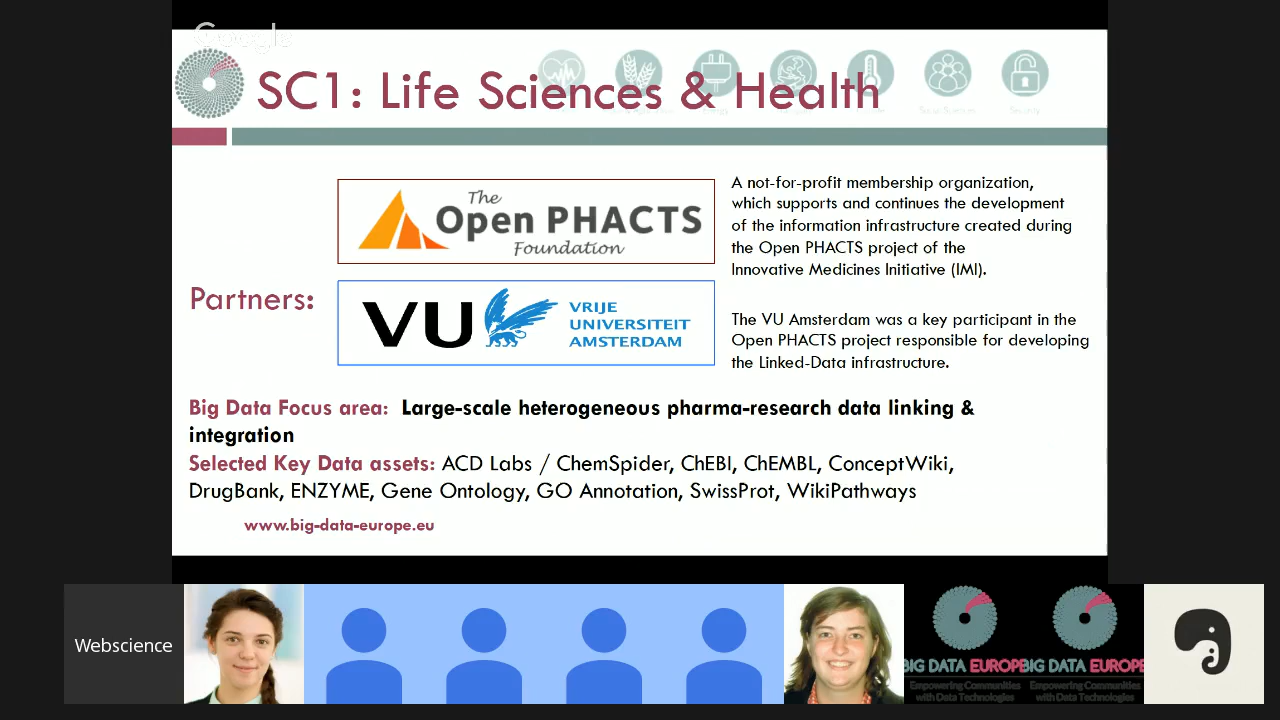 Google
SC1: Life Sciences & Health
Security
The
Open PHACTS
Foundation
A not-for-profit membership organization,
which supports and continues the development
of the information infrastructure created during
the Open PHACTS project of the
Innovative Medicines Initiative (IMI).
Partners:
VU
VRIJE
UNIVERSITEIT
AMSTERDAM
The VU Amsterdam was a key participant in the
Open PHACTS project responsible for developing
the Linked-Data infrastructure.
Big Data Focus area: Large-scale heterogeneous pharma-research data linking &
integration
Selected Key Data assets: ACD Labs / ChemSpider, ChEBI, ChEMBL, ConceptWiki,
DrugBank, ENZYME, Gene Ontology, GO Annotation, SwissProt, WikiPathways
www.big-data-europe.eu
Webscience
BIG DATA EUROPE
Empowering Communities
with Data Technologies
BIG DATA EUROPE
Empowering Communities
with Data Technologies